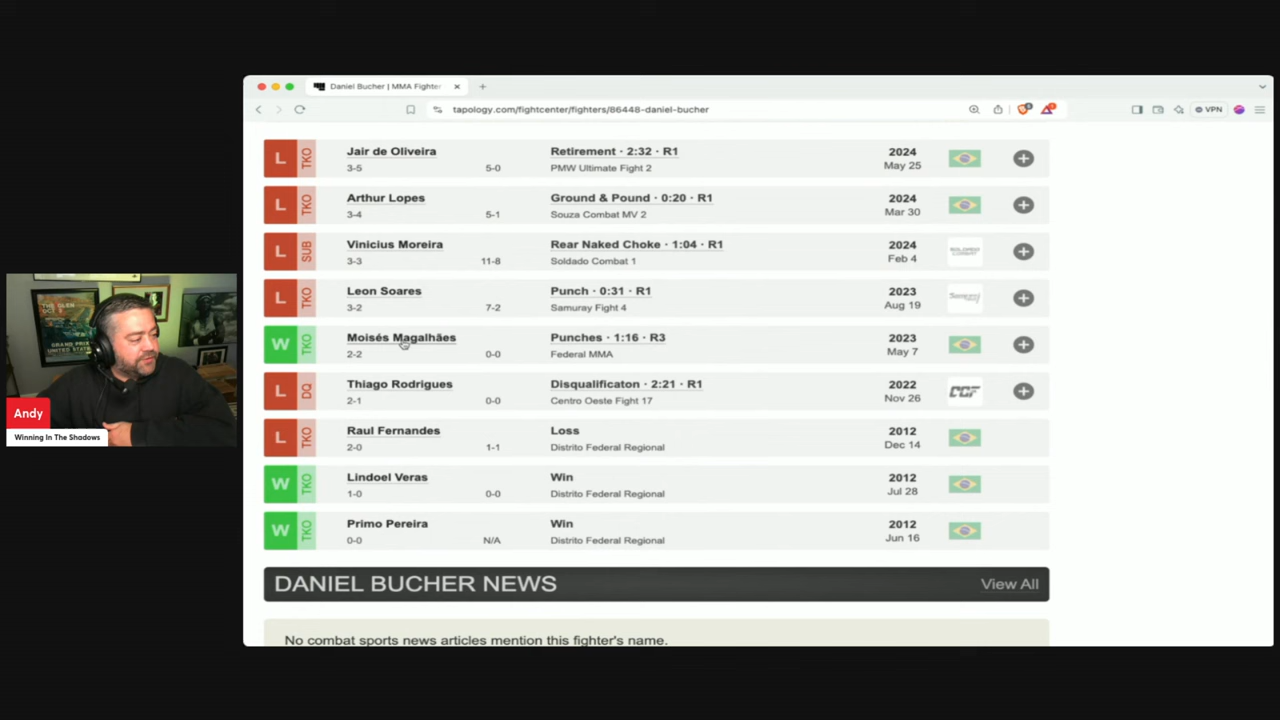 Daniel Bucher | MMA Fighter
tapology.com/fightcenter/fighters/86448-daniel-bucher
VPN
L TKO Jair de Oliveira Retirement · 2:32 · R1 2024
3-5 5-0 PMW Ultimate Fight 2 May 25
L TKO Arthur Lopes Ground & Pound · 0:20 · R1 2024
3-4 5-1 Souza Combat MV 2 Mar 30
L SUB Vinicius Moreira Rear Naked Choke · 1:04 · R1 2024
3-3 11-8 Soldado Combat 1 Feb 4
L TKO Leon Soares Punch · 0:31 · R1 2023
3-2 7-2 Samuray Fight 4 Aug 19
W TKO Moisés Magalhães Punches · 1:16 · R3 2023
2-2 0-0 Federal MMA May 7
L DQ Thiago Rodrigues Disqualificaton · 2:21 · R1 2022
2-1 0-0 Centro Oeste Fight 17 Nov 26
L TKO Raul Fernandes Loss 2012
2-0 1-1 Distrito Federal Regional Dec 14
W TKO Lindoel Veras Win 2012
1-0 0-0 Distrito Federal Regional Jul 28
W TKO Primo Pereira Win 2012
0-0 N/A Distrito Federal Regional Jun 16
DANIEL BUCHER NEWS View All
No combat sports news articles mention this fighter's name.
THE GLEN
OCT 2
GRAND PRIX
UNITED STATES
Andy
Winning In The Shadows